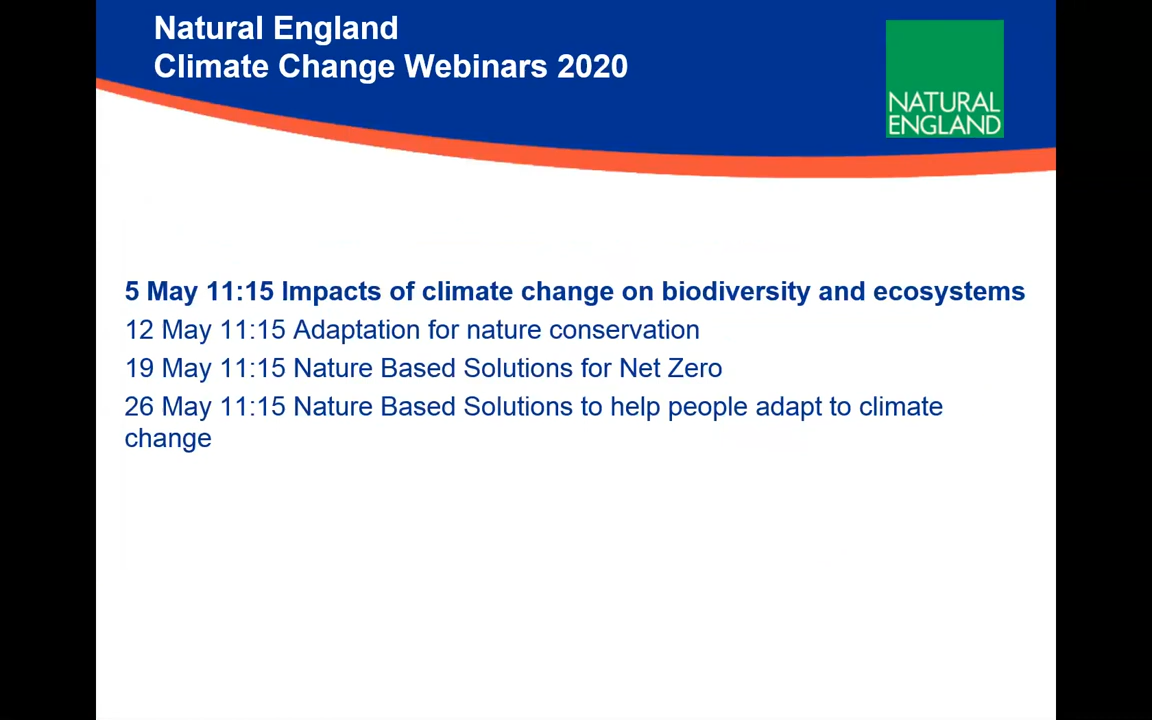 Natural England
Climate Change Webinars 2020
NATURAL
ENGLAND
5 May 11:15 Impacts of climate change on biodiversity and ecosystems
12 May 11:15 Adaptation for nature conservation
19 May 11:15 Nature Based Solutions for Net Zero
26 May 11:15 Nature Based Solutions to help people adapt to climate
change